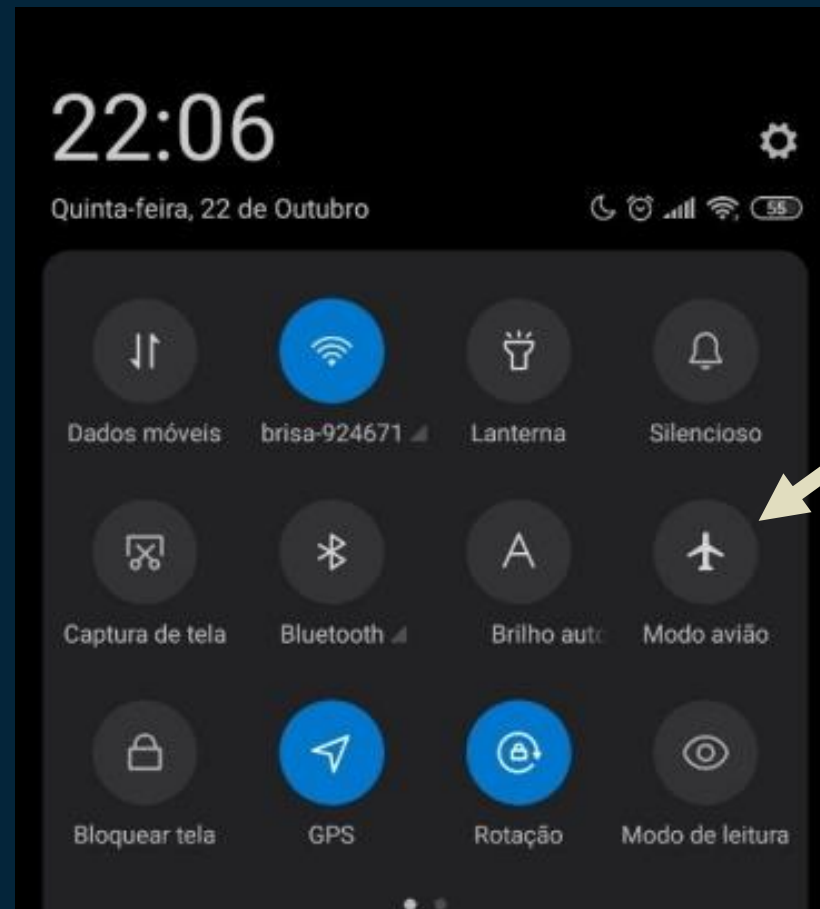 22:06
Quinta-feira, 22 de Outubro
55
Dados móveis brisa-924671 Lanterna Silencioso
A
Captura de tela Bluetooth Brilho auto Modo avião
Bloquear tela GPS Rotação Modo de leitura